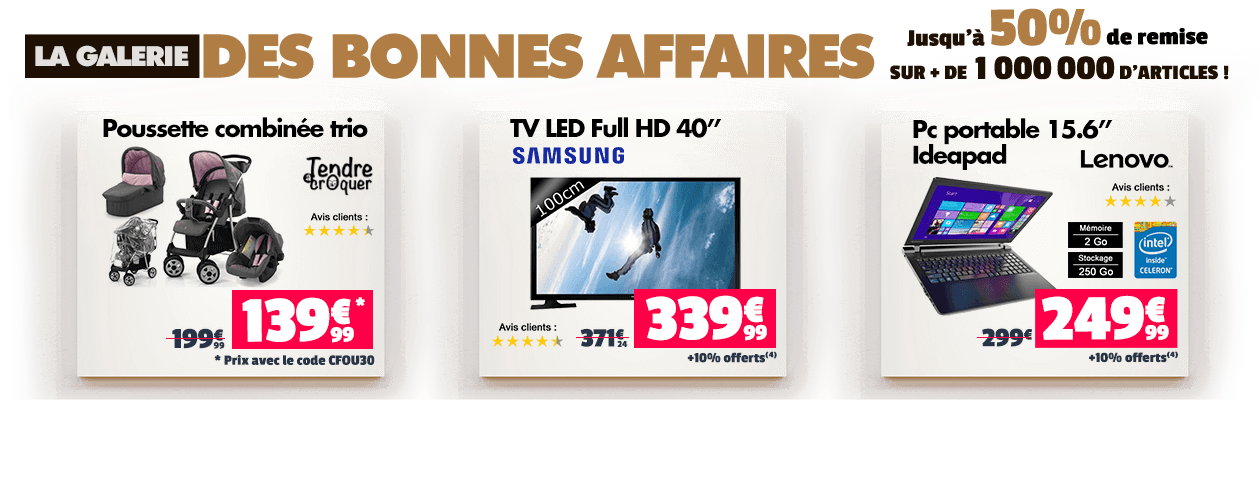 LA GALERIE DES BONNES AFFAIRES
Jusqu'à 50% de remise
SUR + DE 1 000 000 D'ARTICLES !
Poussette combinée trio
Tendre
&croquer
Avis clients :
199€99
139€99*
* Prix avec le code CFOU30
TV LED Full HD 40''
SAMSUNG
100cm
Avis clients :
371€24
339€99
+10% offerts(4)
Pc portable 15.6''
Ideapad
Lenovo
Avis clients :
Start
Mémoire
2 Go
Stockage
250 Go
intel
inside
CELERON®
299€
249€99
+10% offerts(4)